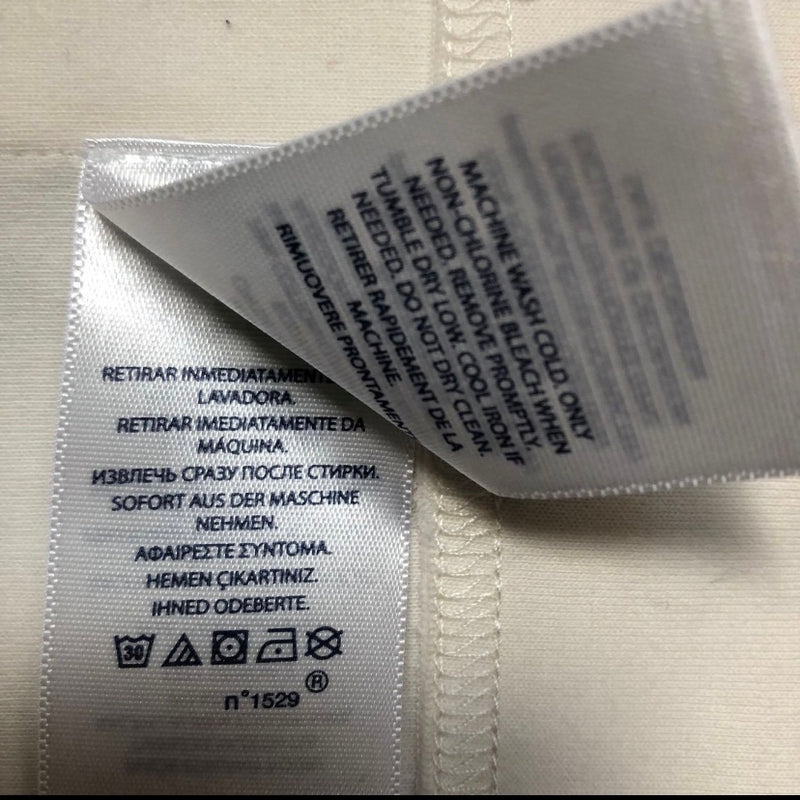 MACHINE WASH COLD. ONLY
NON-CHLORINE BLEACH WHEN
NEEDED. REMOVE PROMPTLY.
TUMBLE DRY LOW. COOL IRON IF
NEEDED. DO NOT DRY CLEAN.
RETIRER RAPIDEMENT DE LA
MACHINE.
RIMUOVERE PRONTAMENT
RETIRAR INMEDIATAMENT
LAVADORA.
RETIRAR IMEDIATAMENTE DA
MÁQUINA.
ИЗВЛЕЧЬ СРАЗУ ПОСЛЕ СТИРКИ.
SOFORT AUS DER MASCHINE
NEHMEN.
ΑΦΑΙΡΕΣΤΕ ΣΥΝΤΟΜΑ.
HEMEN ÇIKARTINIZ.
IHNED ODEBERTE.
30
®
n°1529